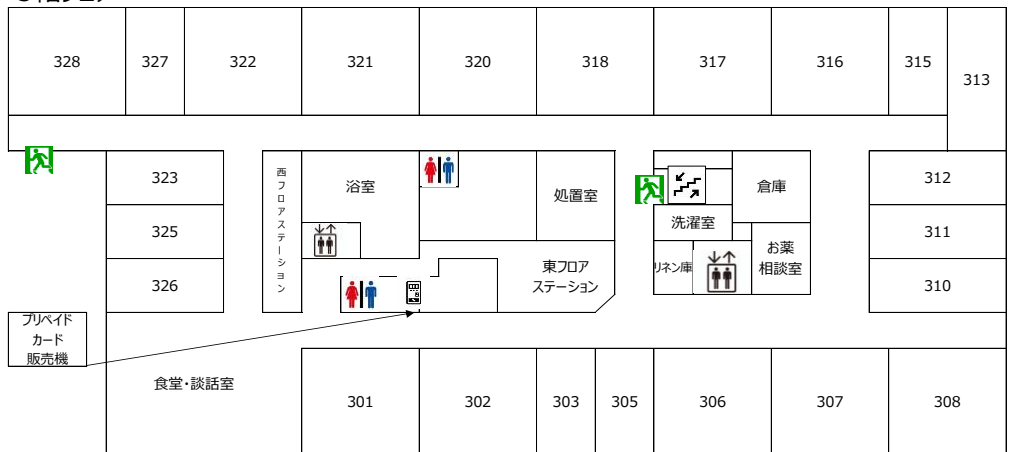 328
327
322
321
320
318
317
316
315
313
323
325
326
西フロアステーション
浴室
処置室
東フロア
ステーション
倉庫
洗濯室
リネン庫
お薬
相談室
312
311
310
プリペイド
カード
販売機
食堂・談話室
301
302
303
305
306
307
308